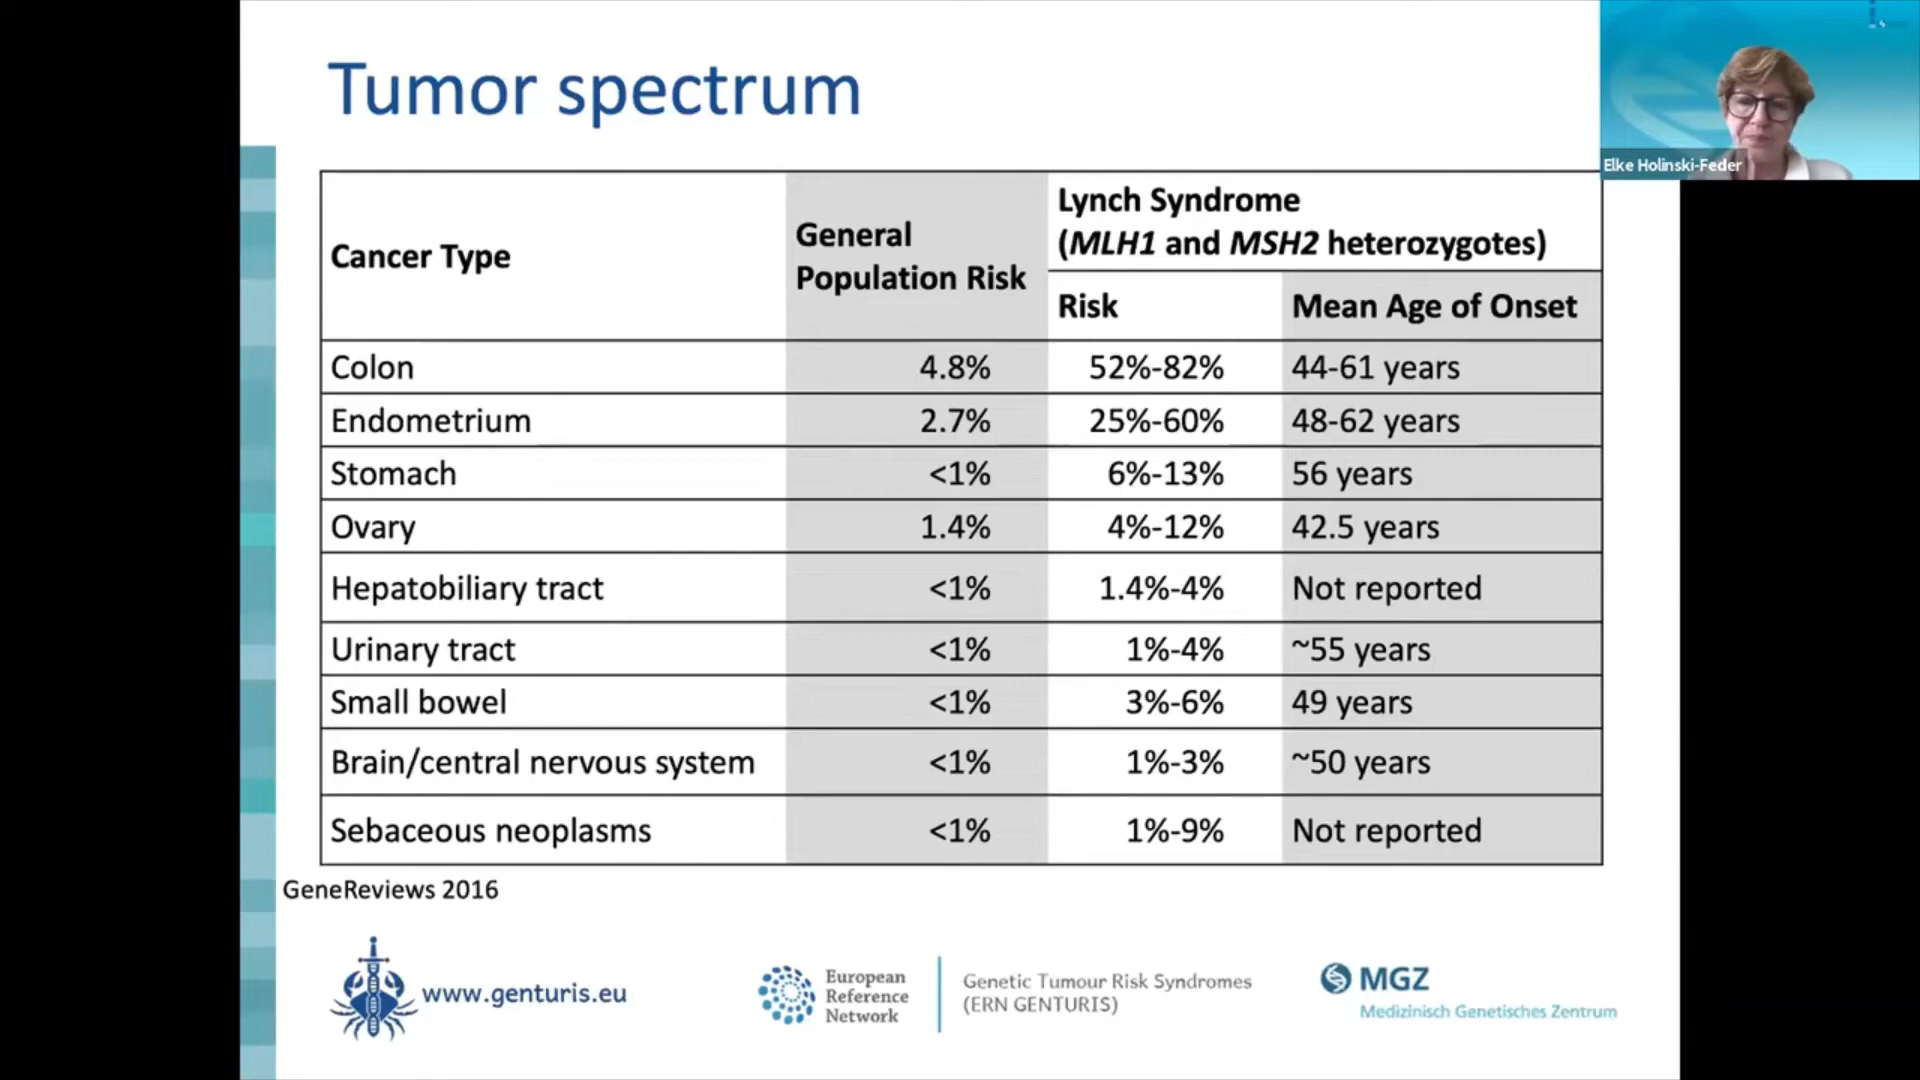 Tumor spectrum
Elke Holinski-Feder
Cancer Type
General
Population Risk
Lynch Syndrome
(MLH1 and MSH2 heterozygotes)
Risk
Mean Age of Onset
Colon 4.8% 52%-82% 44-61 years
Endometrium 2.7% 25%-60% 48-62 years
Stomach <1% 6%-13% 56 years
Ovary 1.4% 4%-12% 42.5 years
Hepatobiliary tract <1% 1.4%-4% Not reported
Urinary tract <1% 1%-4% ~55 years
Small bowel <1% 3%-6% 49 years
Brain/central nervous system <1% 1%-3% ~50 years
Sebaceous neoplasms <1% 1%-9% Not reported
GeneReviews 2016
www.genturis.eu
European
Reference
Network
Genetic Tumour Risk Syndromes
(ERN GENTURIS)
MGZ
Medizinisch Genetisches Zentrum